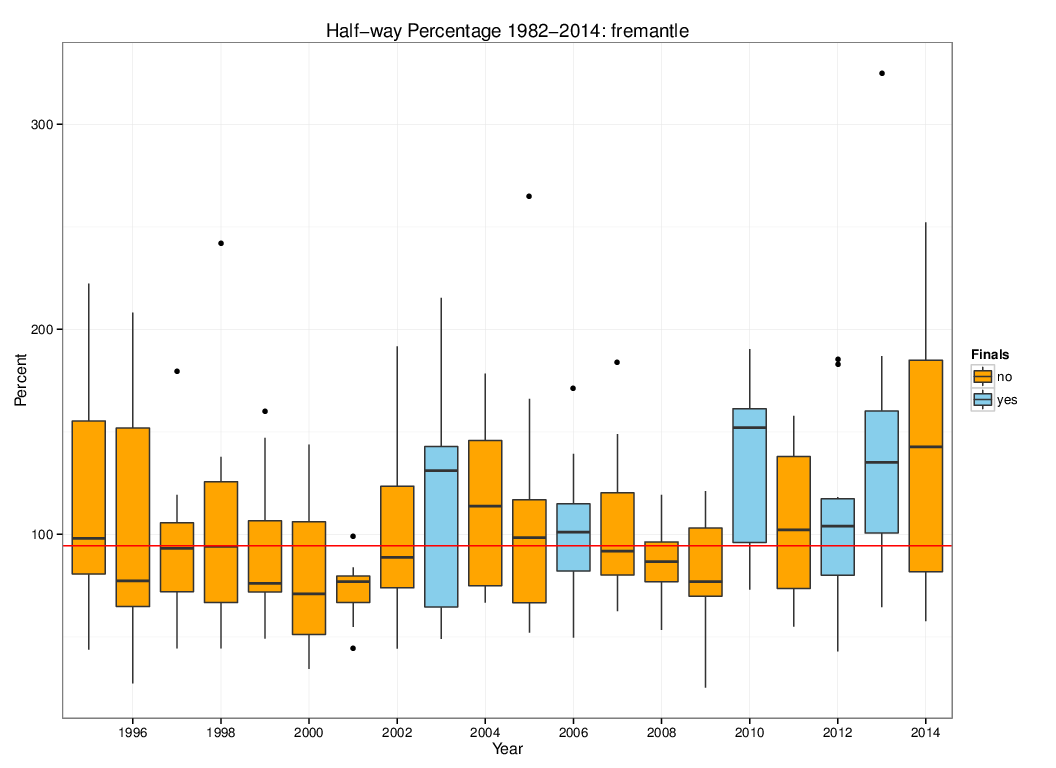 Half−way Percentage 1982−2014: fremantle
300
200
100
Percent
1996 1998 2000 2002 2004 2006 2008 2010 2012 2014
Year
Finals
no
yes